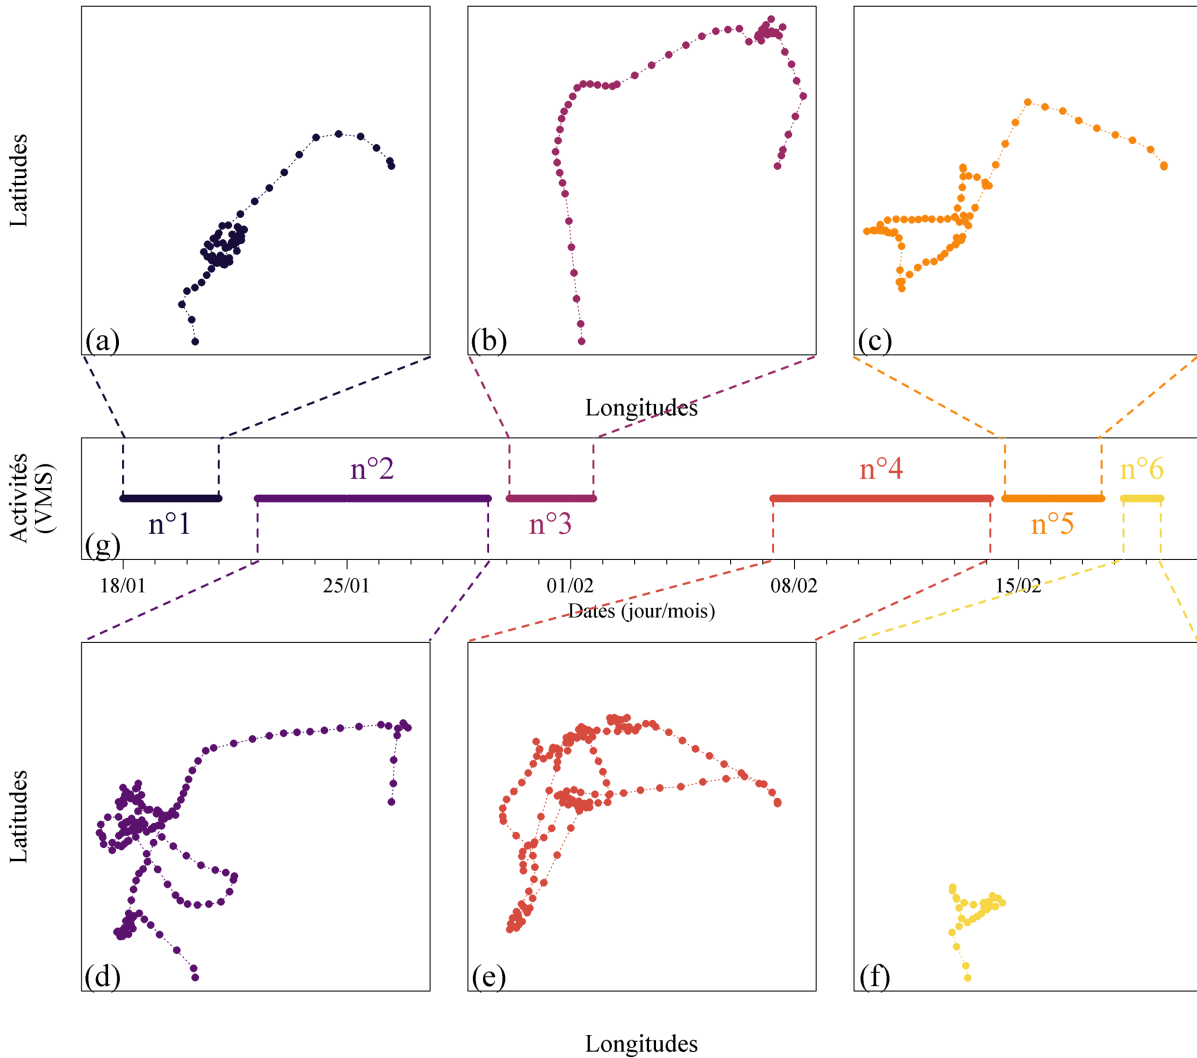 Latitudes
(a)
(b)
(c)
Longitudes
Activités
(VMS)
n°1
n°2
n°3
n°4
n°5
n°6
(g)
18/01
25/01
01/02
08/02
15/02
Dates (jour/mois)
Latitudes
(d)
(e)
(f)
Longitudes